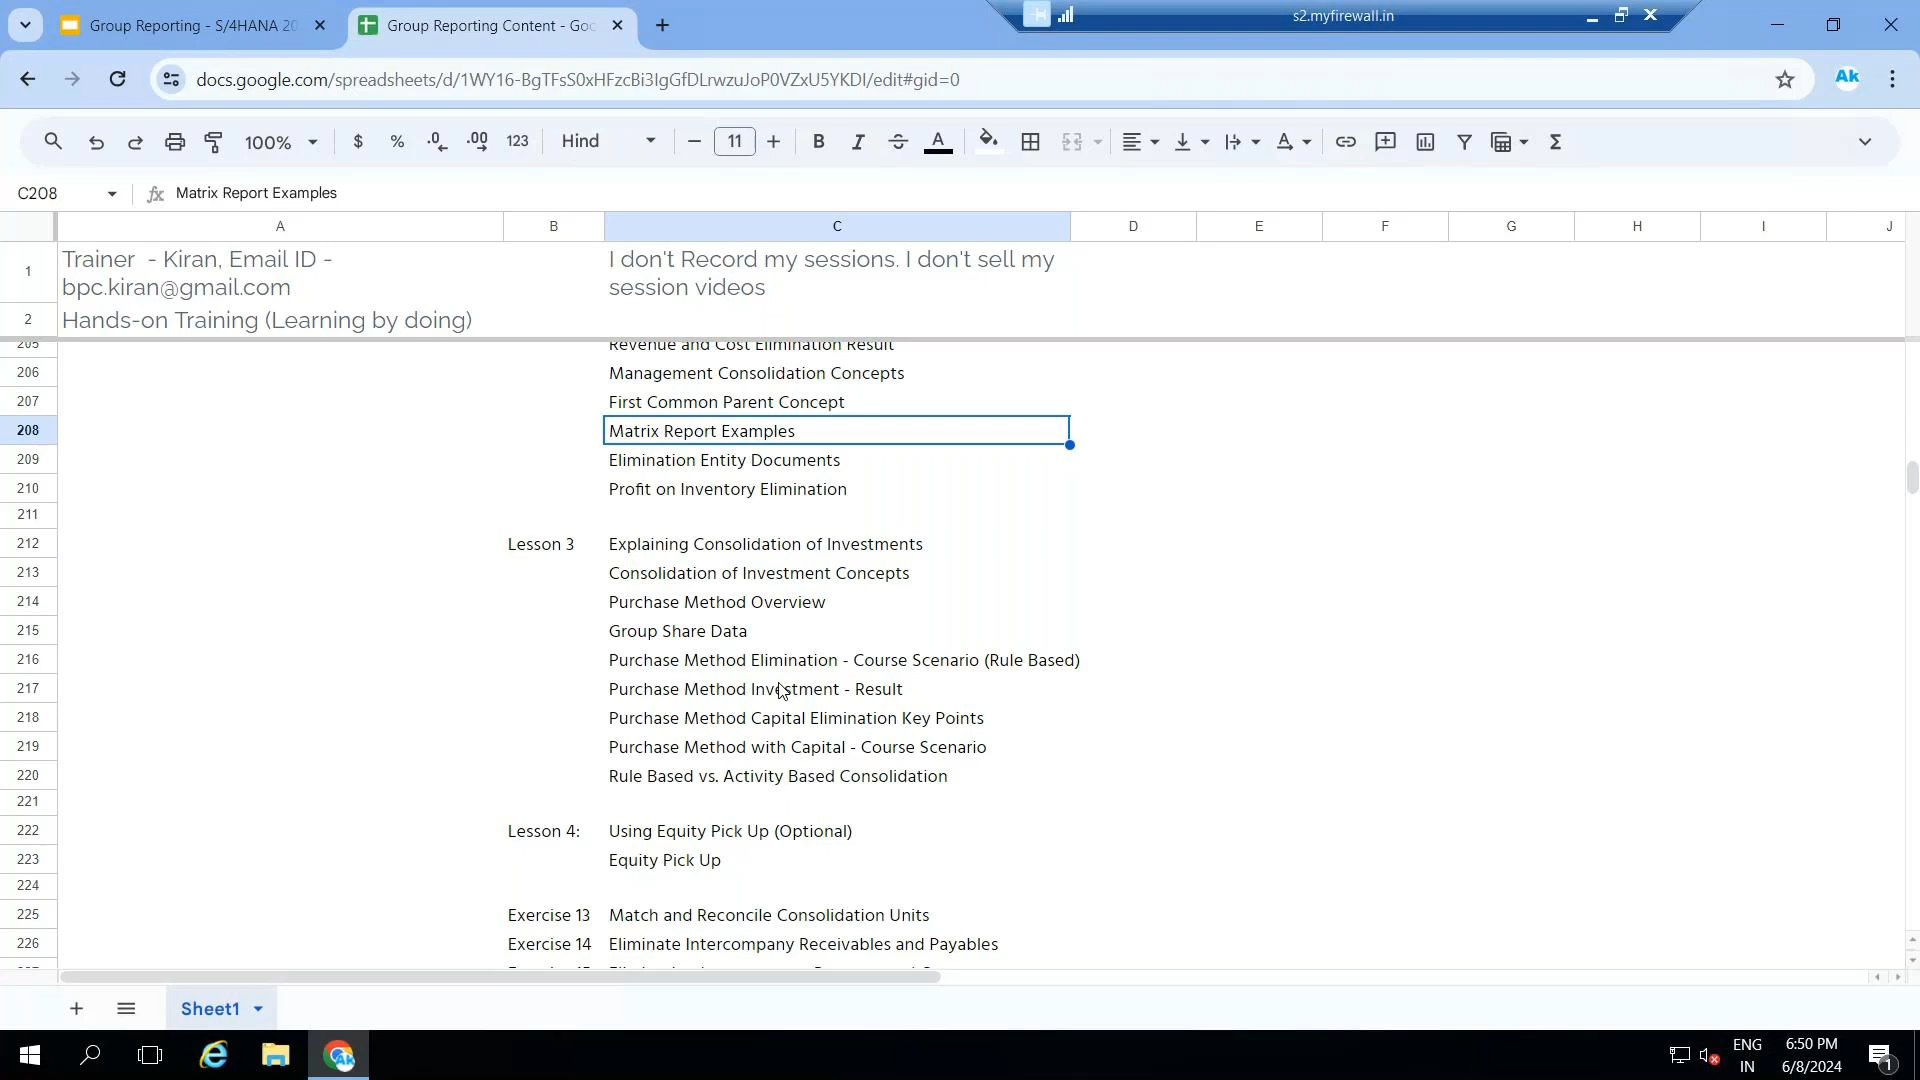 Group Reporting - S/4HANA 20
Group Reporting Content - Goo
s2.myfirewall.in
docs.google.com/spreadsheets/d/1WY16-BgTFsS0xHFzcBi3IgGfDLrwzuJoP0VZxU5YKDI/edit#gid=0
Ak
100%
$
%
.0
.00
123
Hind
11
B
I
A
C208
fx
Matrix Report Examples
A
B
C
D
E
F
G
H
I
J
1
Trainer - Kiran, Email ID -
bpc.kiran@gmail.com
I don't Record my sessions. I don't sell my
session videos
2
Hands-on Training (Learning by doing)
205
Revenue and Cost Elimination Result
206
Management Consolidation Concepts
207
First Common Parent Concept
208
Matrix Report Examples
209
Elimination Entity Documents
210
Profit on Inventory Elimination
211
212
Lesson 3
Explaining Consolidation of Investments
213
Consolidation of Investment Concepts
214
Purchase Method Overview
215
Group Share Data
216
Purchase Method Elimination - Course Scenario (Rule Based)
217
Purchase Method Investment - Result
218
Purchase Method Capital Elimination Key Points
219
Purchase Method with Capital - Course Scenario
220
Rule Based vs. Activity Based Consolidation
221
222
Lesson 4:
Using Equity Pick Up (Optional)
223
Equity Pick Up
224
225
Exercise 13
Match and Reconcile Consolidation Units
226
Exercise 14
Eliminate Intercompany Receivables and Payables
Sheet1
ENG
IN
6:50 PM
6/8/2024
1